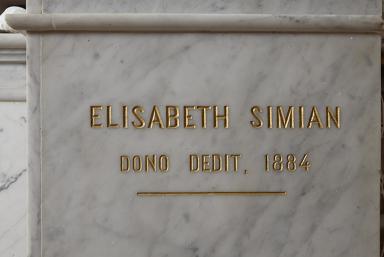 ELISABETH SIMIAN
DONO DEDIT, 1884